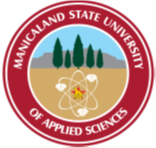 MANICALAND STATE UNIVERSITY
OF APPLIED SCIENCES